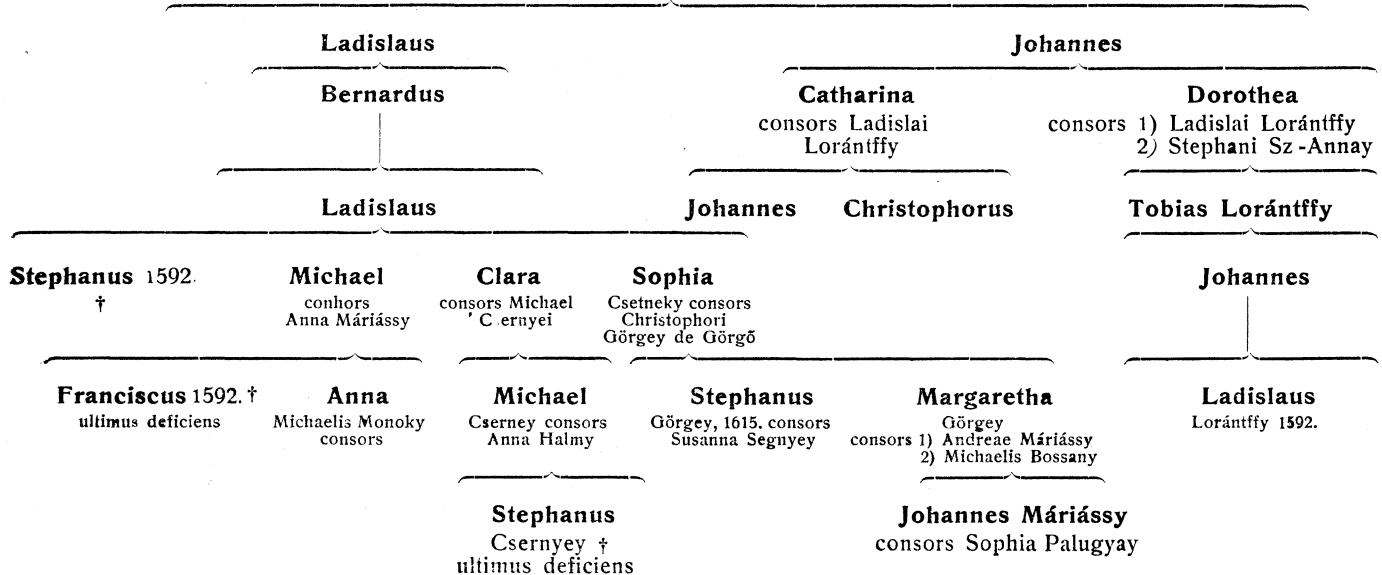 Ladislaus Johannes
Bernardus Catharina Dorothea
consors Ladislai consors 1) Ladislai Lorántffy
Lorántffy 2) Stephani Sz -Annay
Ladislaus Johannes Christophorus Tobias Lorántffy
Stephanus 1592. Michael Clara Sophia Johannes
† conhors consors Michael Csetneky consors
Anna Máriássy C ernyei Christophori
Görgey de Görgő
Franciscus 1592. † Anna Michael Stephanus Margaretha Ladislaus
ultimus deficiens Michaelis Monoky Cserney consors Görgey, 1615. consors Görgey Lorántffy 1592.
consors Anna Halmy Susanna Segnyey consors 1) Andreae Máriássy
2) Michaelis Bossany
Stephanus Johannes Máriássy
Csernyey † consors Sophia Palugyay
ultimus deficiens